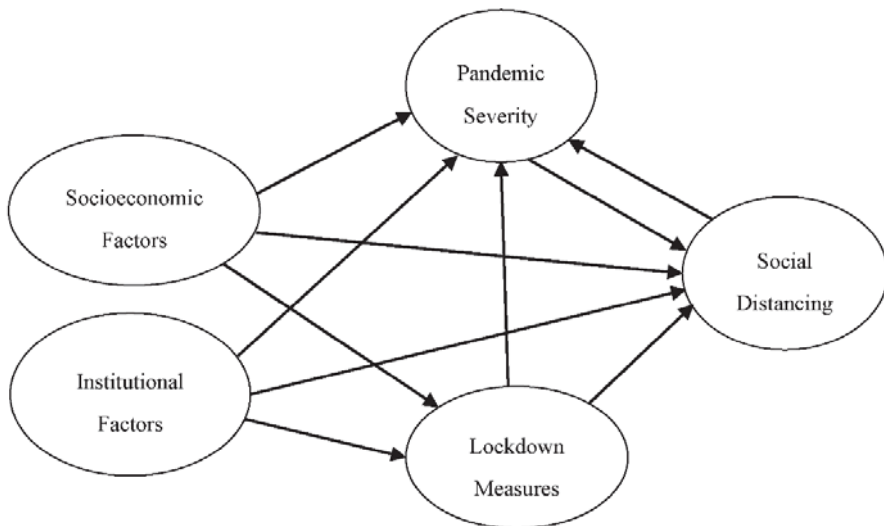 Pandemic
Severity
Socioeconomic
Factors
Social
Distancing
Institutional
Factors
Lockdown
Measures